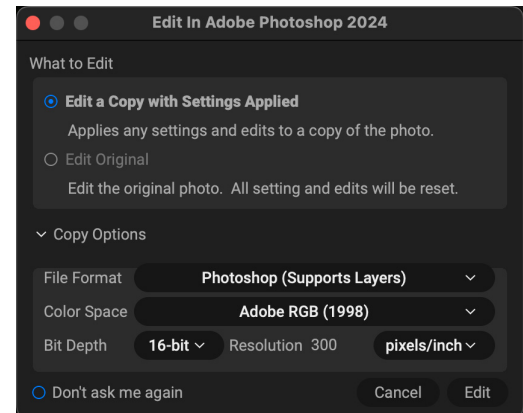 Edit In Adobe Photoshop 2024
What to Edit
Edit a Copy with Settings Applied
Applies any settings and edits to a copy of the photo.
Edit Original
Edit the original photo.  All setting and edits will be reset.
Copy Options
File Format Photoshop (Supports Layers)
Color Space Adobe RGB (1998)
Bit Depth 16-bit Resolution 300 pixels/inch
Don't ask me again Cancel Edit